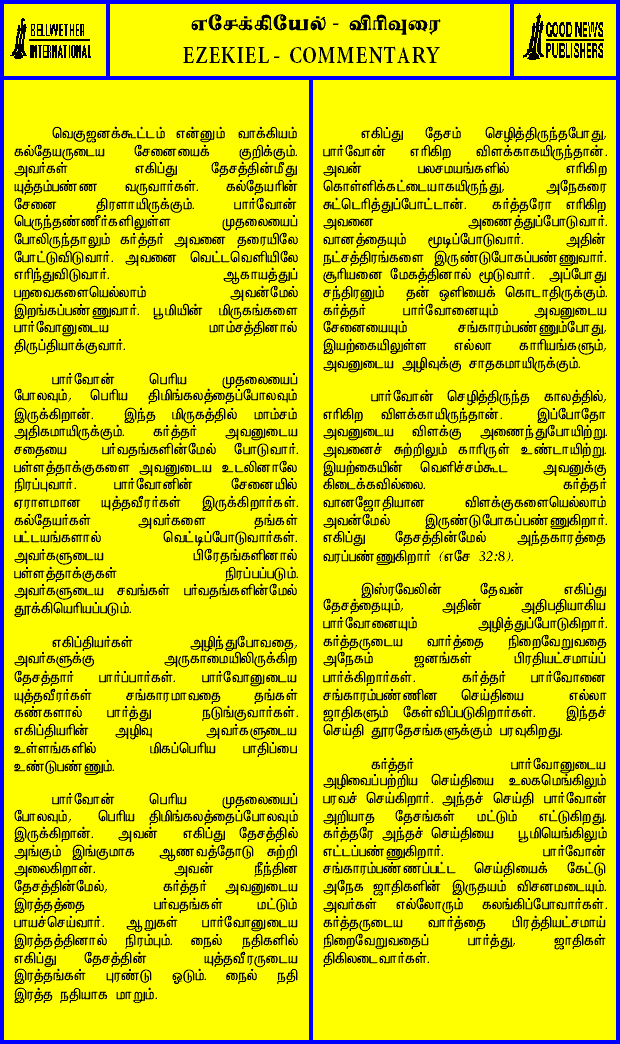 BELLWETHER
INTERNATIONAL
எசேக்கியேல் - விரிவுரை
EZEKIEL - COMMENTARY
GOOD NEWS
PUBLISHERS
வெகுஜனக்கூட்டம் என்னும் வாக்கியம்
கல்தேயருடைய சேனையைக் குறிக்கும்.
அவர்கள் எகிப்து தேசத்தின்மீது
யுத்தம்பண்ண வருவார்கள். கல்தேயரின்
சேனை திரளாயிருக்கும். பார்வோன்
பெருந்தண்ணீர்களிலுள்ள முதலையைப்
போலிருந்தாலும் கர்த்தர் அவனை தரையிலே
போட்டுவிடுவார். அவனை வெட்டவெளியிலே
எரிந்துவிடுவார். ஆகாயத்துப்
பறவைகளையெல்லாம் அவன்மேல்
இறங்கப்பண்ணுவார். பூமியின் மிருகங்களை
பார்வோனுடைய மாம்சத்தினால்
திருப்தியாக்குவார்.
பார்வோன் பெரிய முதலையைப்
போலவும், பெரிய திமிங்கலத்தைப்போலவும்
இருக்கிறான். இந்த மிருகத்தில் மாம்சம்
அதிகமாயிருக்கும். கர்த்தர் அவனுடைய
சதையை பர்வதங்களின்மேல் போடுவார்.
பள்ளத்தாக்குகளை அவனுடைய உடலினாலே
நிரப்புவார். பார்வோனின் சேனையில்
ஏராளமான யுத்தவீரர்கள் இருக்கிறார்கள்.
கல்தேயர்கள் அவர்களை தங்கள்
பட்டயங்களால் வெட்டிப்போடுவார்கள்.
அவர்களுடைய பிரேதங்களினால்
பள்ளத்தாக்குகள் நிரப்பப்படும்.
அவர்களுடைய சவங்கள் பர்வதங்களின்மேல்
தூக்கியெரியப்படும்.
எகிப்தியர்கள் அழிந்துபோவதை,
அவர்களுக்கு அருகாமையிலிருக்கிற
தேசத்தார் பார்ப்பார்கள். பார்வோனுடைய
யுத்தவீரர்கள் சங்காரமாவதை தங்கள்
கண்களால் பார்த்து நடுங்குவார்கள்.
எகிப்தியரின் அழிவு அவர்களுடைய
உள்ளங்களில் மிகப்பெரிய பாதிப்பை
உண்டுபண்ணும்.
பார்வோன் பெரிய முதலையைப்
போலவும், பெரிய திமிங்கலத்தைப்போலவும்
இருக்கிறான். அவன் எகிப்து தேசத்தில்
அங்கும் இங்குமாக ஆணவத்தோடு சுற்றி
அலைகிறான். அவன் நீந்தின
தேசத்தின்மேல், கர்த்தர் அவனுடைய
இரத்தத்தை பர்வதங்கள் மட்டும்
பாயச்செய்வார். ஆறுகள் பார்வோனுடைய
இரத்தத்தினால் நிரம்பும். நைல் நதிகளில்
எகிப்து தேசத்தின் யுத்தவீரருடைய
இரத்தங்கள் புரண்டு ஓடும். நைல் நதி
இரத்த நதியாக மாறும்.
எகிப்து தேசம் செழித்திருந்தபோது,
பார்வோன் எரிகிற விளக்காகயிருந்தான்.
அவன் பலசமயங்களில் எரிகிற
கொள்ளிக்கட்டையாகயிருந்து, அநேகரை
சுட்டெரித்துப்போட்டான். கர்த்தரோ எரிகிற
அவனை அணைத்துப்போடுவார்.
வானத்தையும் மூடிப்போடுவார். அதின்
நட்சத்திரங்களை இருண்டுபோகப்பண்ணுவார்.
சூரியனை மேகத்தினால் மூடுவார். அப்போது
சந்திரனும் தன் ஒளியைக் கொடாதிருக்கும்.
கர்த்தர் பார்வோனையும் அவனுடைய
சேனையையும் சங்காரம்பண்ணும்போது,
இயற்கையிலுள்ள எல்லா காரியங்களும்,
அவனுடைய அழிவுக்கு சாதகமாயிருக்கும்.
பார்வோன் செழித்திருந்த காலத்தில்,
எரிகிற விளக்காயிருந்தான். இப்போதோ
அவனுடைய விளக்கு அணைந்துபோயிற்று.
அவனைச் சுற்றிலும் காரிருள் உண்டாயிற்று.
இயற்கையின் வெளிச்சம்கூட அவனுக்கு
கிடைக்கவில்லை. கர்த்தர்
வானஜோதியான விளக்குகளையெல்லாம்
அவன்மேல் இருண்டுபோகப்பண்ணுகிறார்.
எகிப்து தேசத்தின்மேல் அந்தகாரத்தை
வரப்பண்ணுகிறார் (எசே 32:8).
இஸ்ரவேலின் தேவன் எகிப்து
தேசத்தையும், அதின் அதிபதியாகிய
பார்வோனையும் அழித்துப்போடுகிறார்.
கர்த்தருடைய வார்த்தை நிறைவேறுவதை
அநேகம் ஜனங்கள் பிரதியட்சமாய்ப்
பார்க்கிறார்கள். கர்த்தர் பார்வோனை
சங்காரம்பண்ணின செய்தியை எல்லா
ஜாதிகளும் கேள்விப்படுகிறார்கள். இந்தச்
செய்தி தூரதேசங்களுக்கும் பரவுகிறது.
கர்த்தர் பார்வோனுடைய
அழிவைப்பற்றிய செய்தியை உலகமெங்கிலும்
பரவச் செய்கிறார். அந்தச் செய்தி பார்வோன்
அறியாத தேசங்கள் மட்டும் எட்டுகிறது.
கர்த்தரே அந்தச் செய்தியை பூமியெங்கிலும்
எட்டப்பண்ணுகிறார். பார்வோன்
சங்காரம்பண்ணப்பட்ட செய்தியைக் கேட்டு
அநேக ஜாதிகளின் இருதயம் விசனமடையும்.
அவர்கள் எல்லோரும் கலங்கிப்போவார்கள்.
கர்த்தருடைய வார்த்தை பிரத்தியட்சமாய்
நிறைவேறுவதைப் பார்த்து, ஜாதிகள்
திகிலடைவார்கள்.